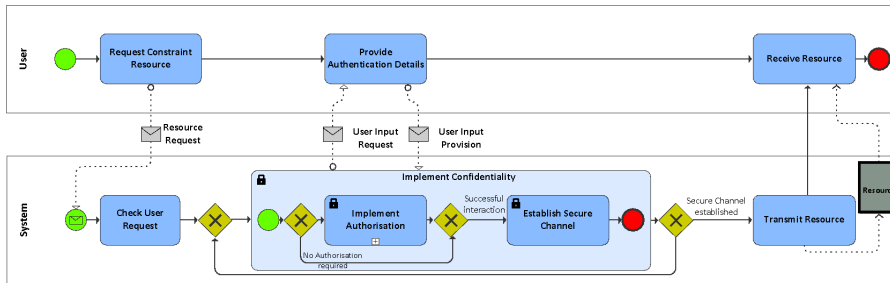 User
Request Constraint
Resource
Provide
Authentication Details
Receive Resource
Resource
Request
User Input
Request
User Input
Provision
System
Check User
Request
Implement Confidentiality
Implement
Authorisation
No Authorisation
required
Successful
interaction
Establish Secure
Channel
Secure Channel
established
Transmit Resource
Resourc